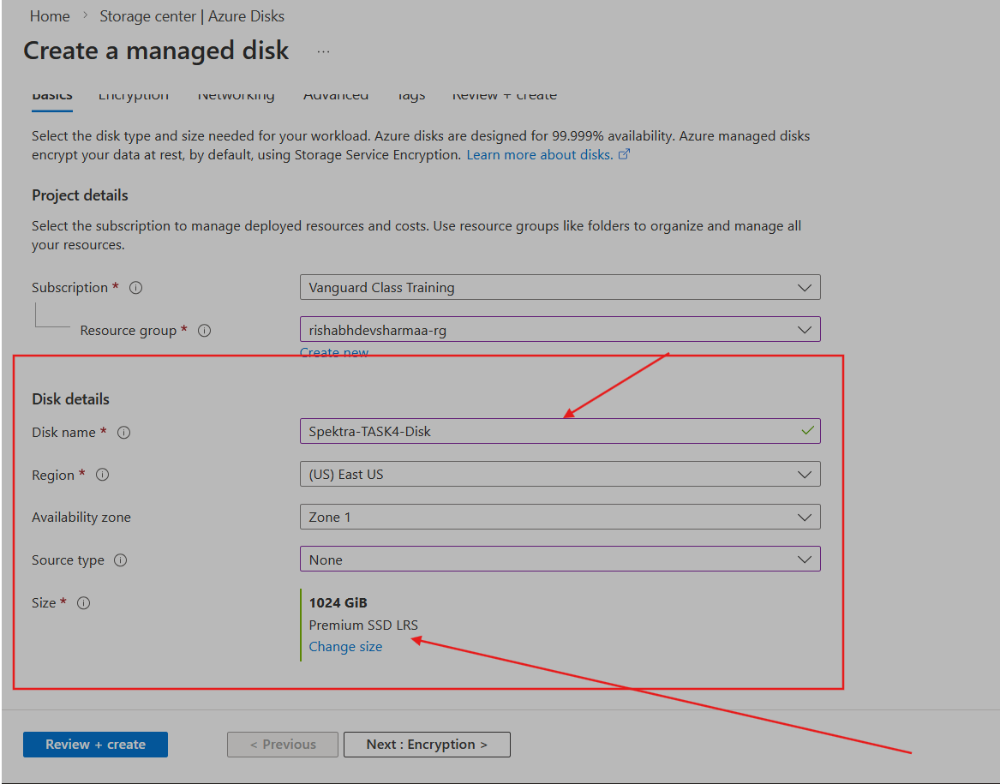 Home > Storage center | Azure Disks
Create a managed disk ...
Basics Encryption Networking Advanced Tags Review + create
Select the disk type and size needed for your workload. Azure disks are designed for 99.999% availability. Azure managed disks
encrypt your data at rest, by default, using Storage Service Encryption. Learn more about disks.
Project details
Select the subscription to manage deployed resources and costs. Use resource groups like folders to organize and manage all
your resources.
Subscription * Vanguard Class Training
Resource group * rishabhdevsharmaa-rg
Create new
Disk details
Disk name * Spektra-TASK4-Disk
Region * (US) East US
Availability zone Zone 1
Source type None
Size * 1024 GiB
Premium SSD LRS
Change size
Review + create < Previous Next : Encryption >